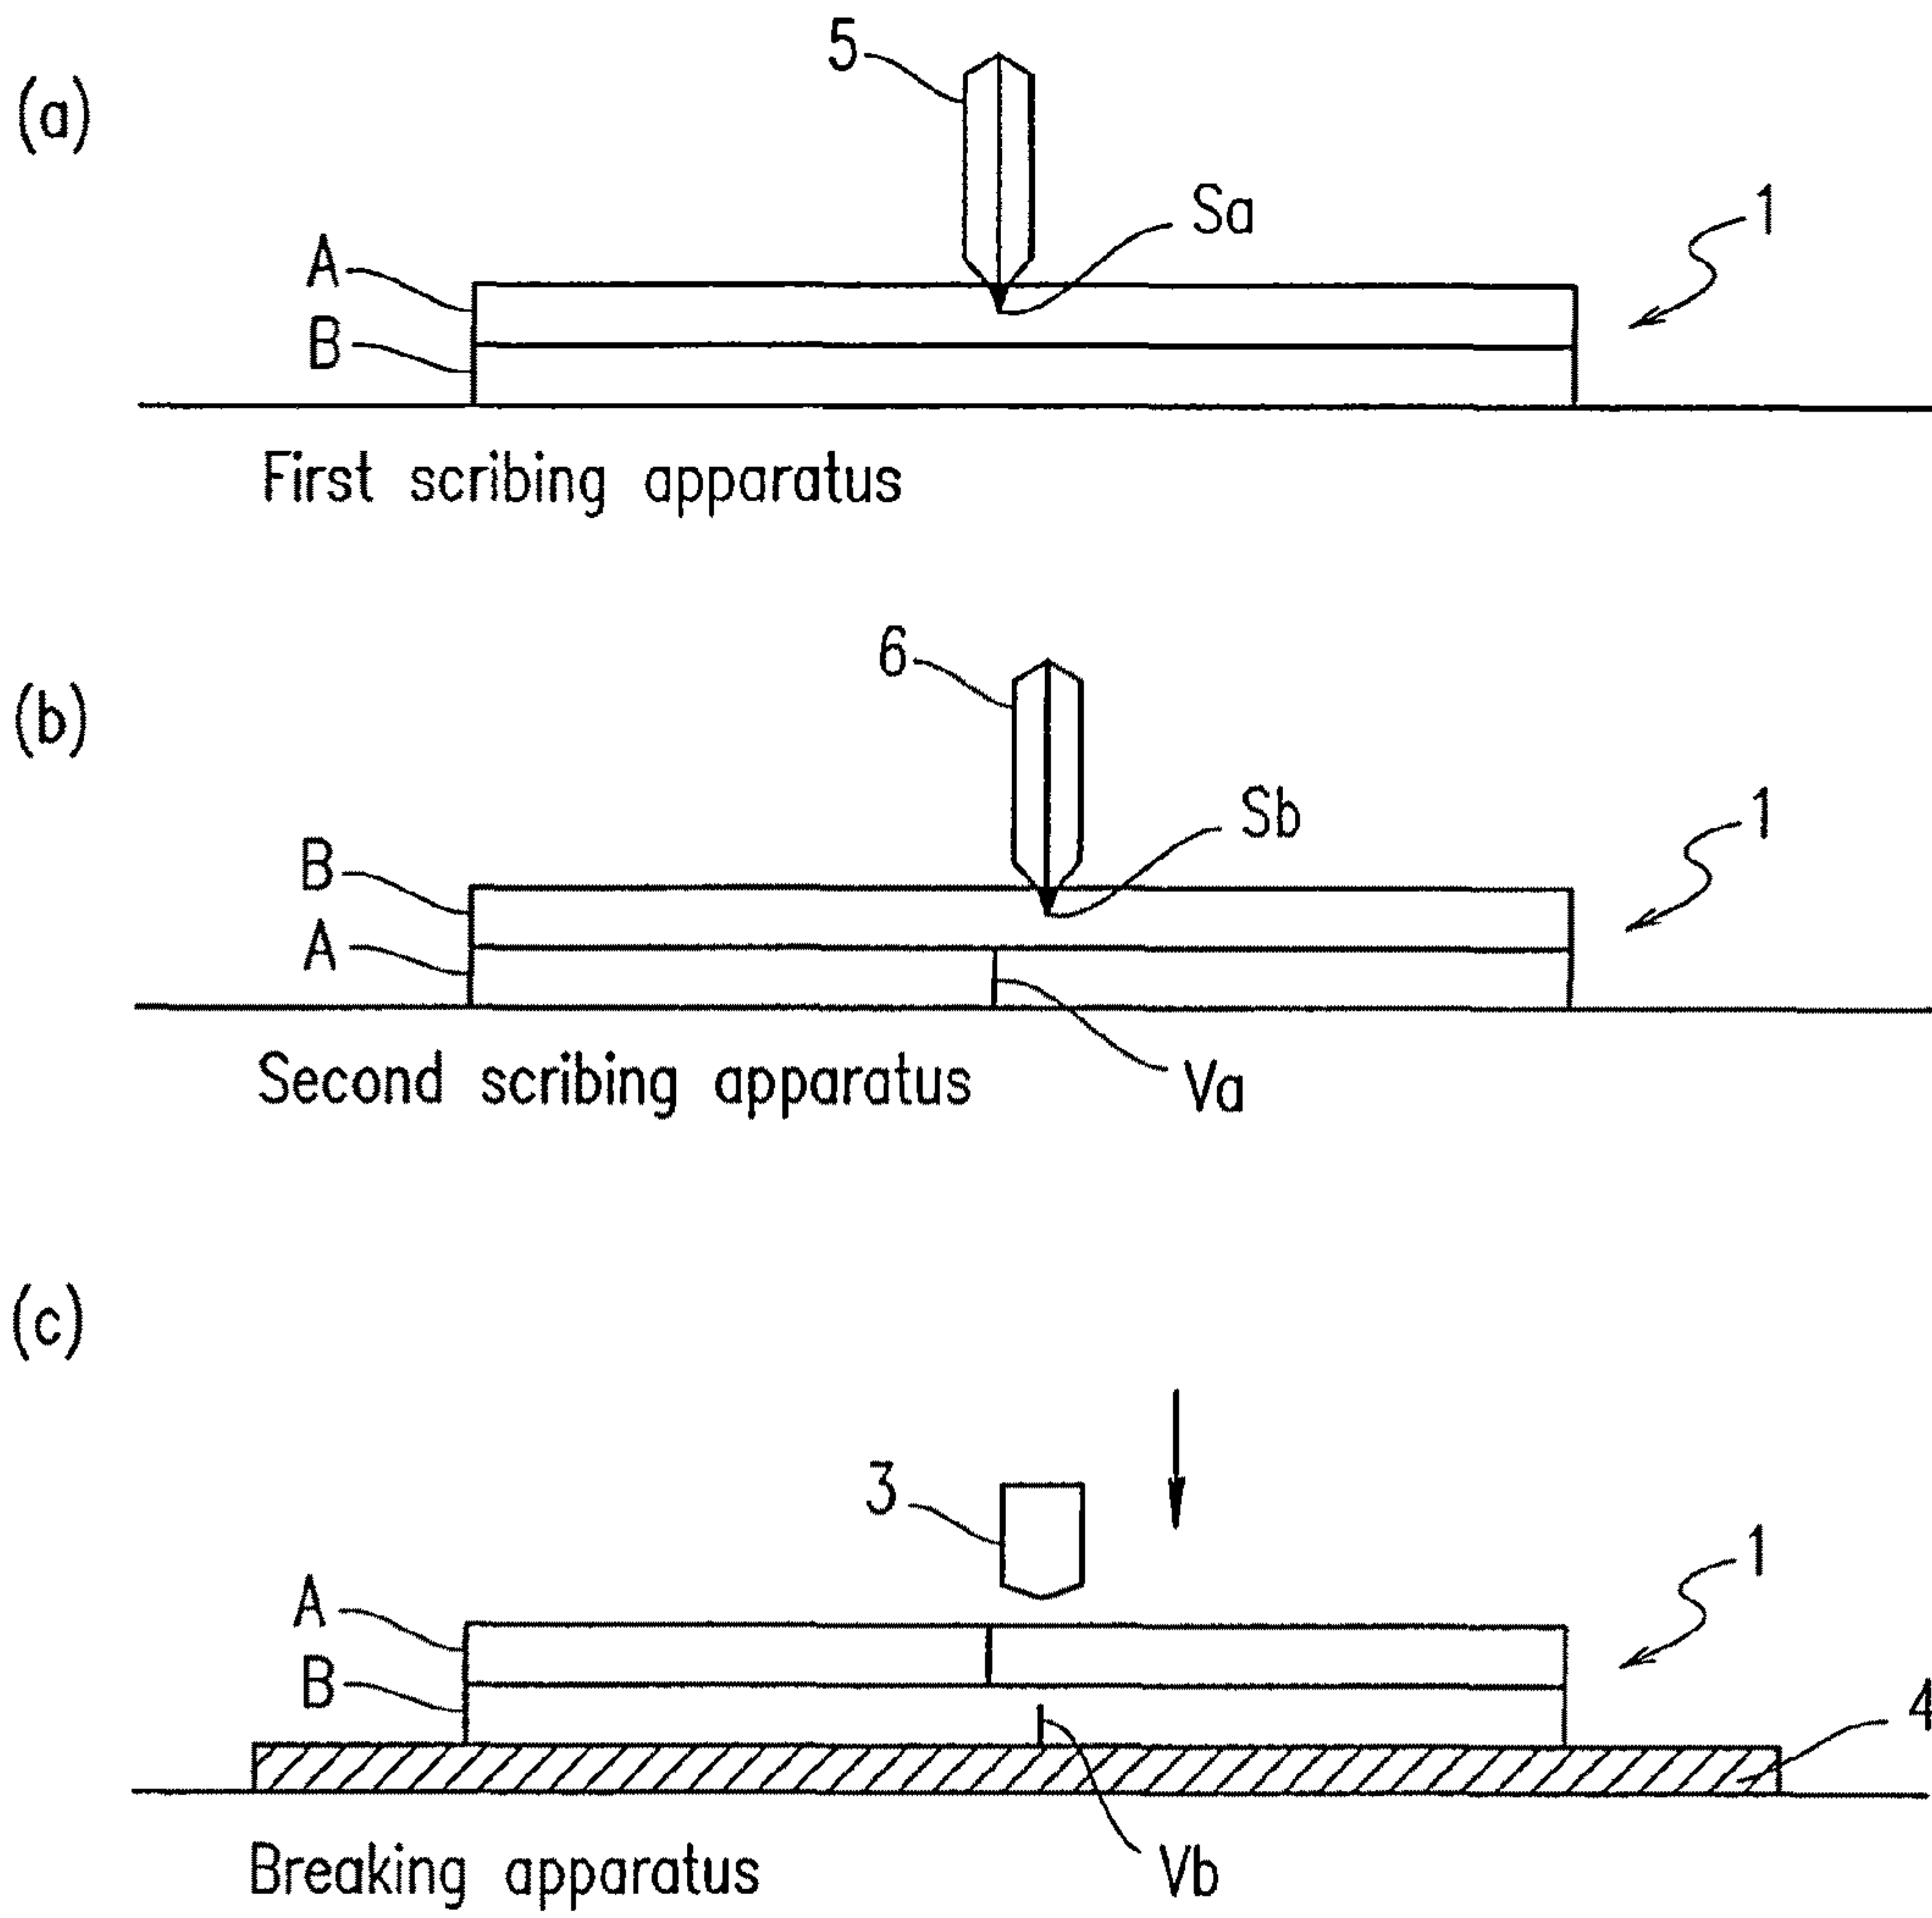 (a)
5
Sa
1
A
B
First scribing apparatus
(b)
6
Sb
1
B
A
Va
Second scribing apparatus
(c)
3
1
A
B
4
Vb
Breaking apparatus